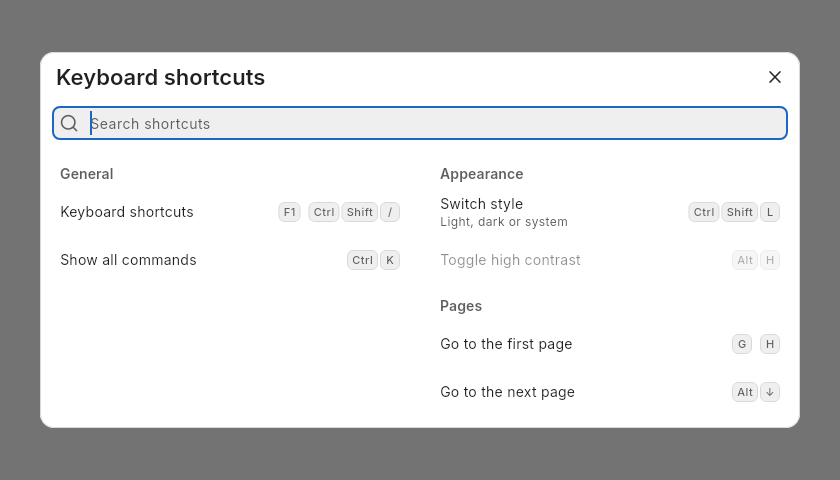 Keyboard shortcuts
Search shortcuts
General
Keyboard shortcuts F1 Ctrl Shift /
Show all commands Ctrl K
Appearance
Switch style Ctrl Shift L
Light, dark or system
Toggle high contrast Alt H
Pages
Go to the first page G H
Go to the next page Alt ↓